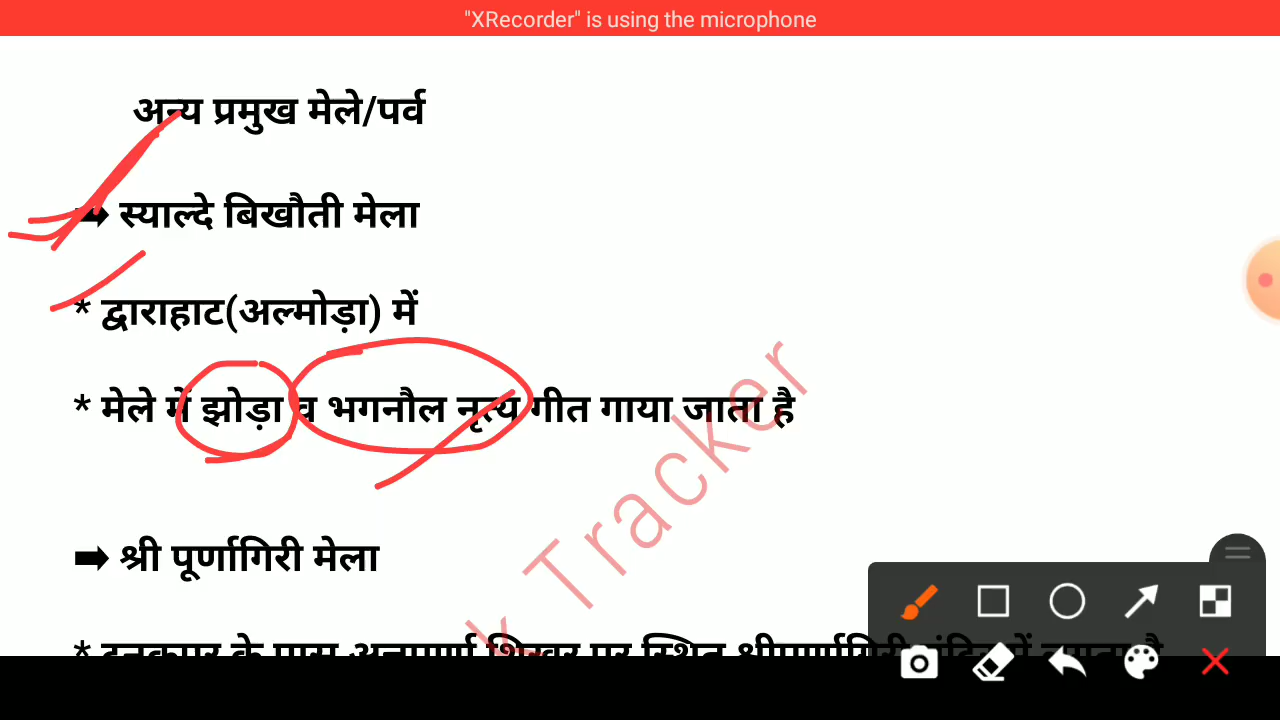 "XRecorder" is using the microphone
अन्य प्रमुख मेले/पर्व
➡ स्याल्दे बिखौती मेला
* द्वाराहाट(अल्मोड़ा) में
* मेले में झोड़ा व भगनौल नृत्य गीत गाया जाता है
➡ श्री पूर्णागिरी मेला
k Tracker